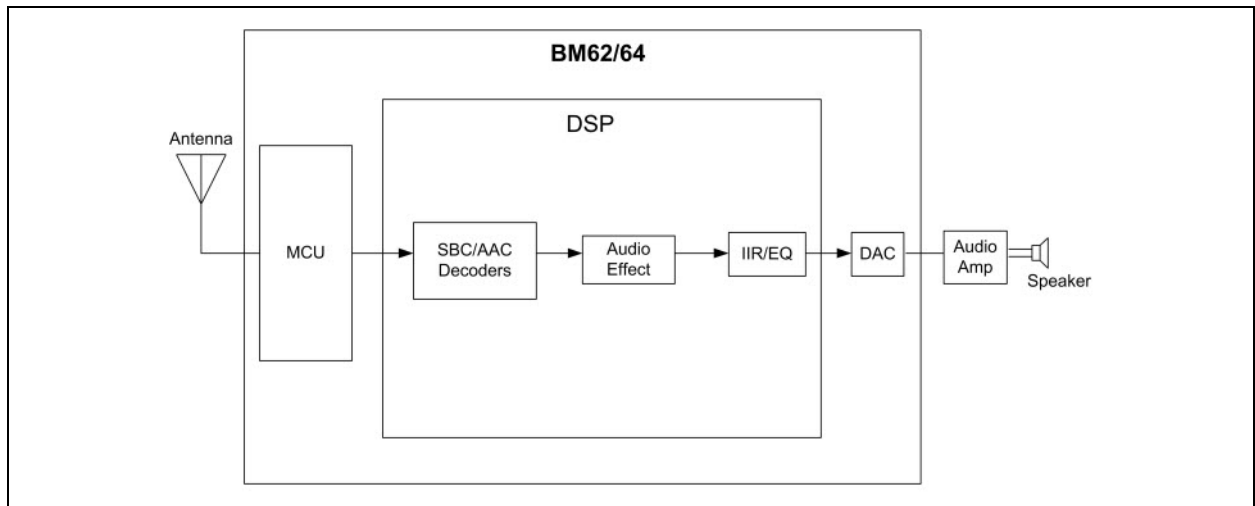 BM62/64
DSP
Antenna
MCU
SBC/AAC
Decoders
Audio
Effect
IIR/EQ
DAC
Audio
Amp
Speaker